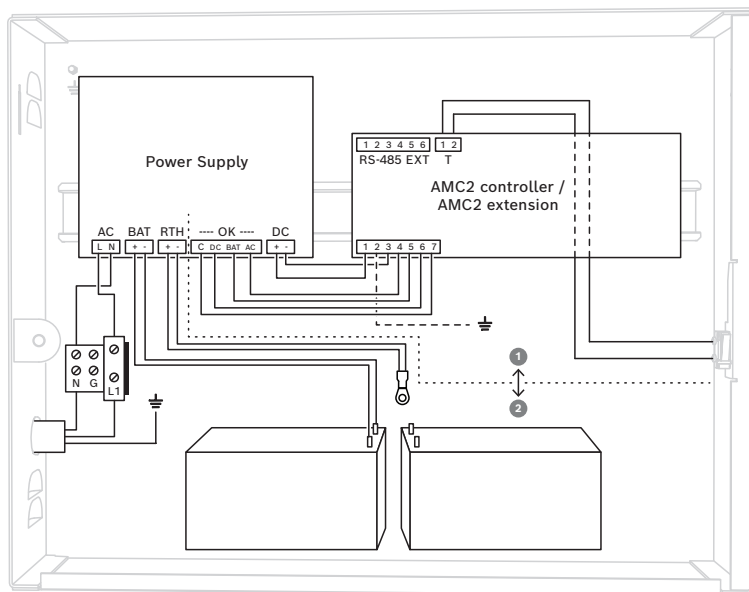 1 2 3 4 5 6 1 2
RS-485 EXT T
Power Supply
AMC2 controller /
AMC2 extension
AC BAT RTH ---- OK ---- DC
L N + - + - C DC BAT AC + -
1 2 3 4 5 6 7
1
2
N G L1